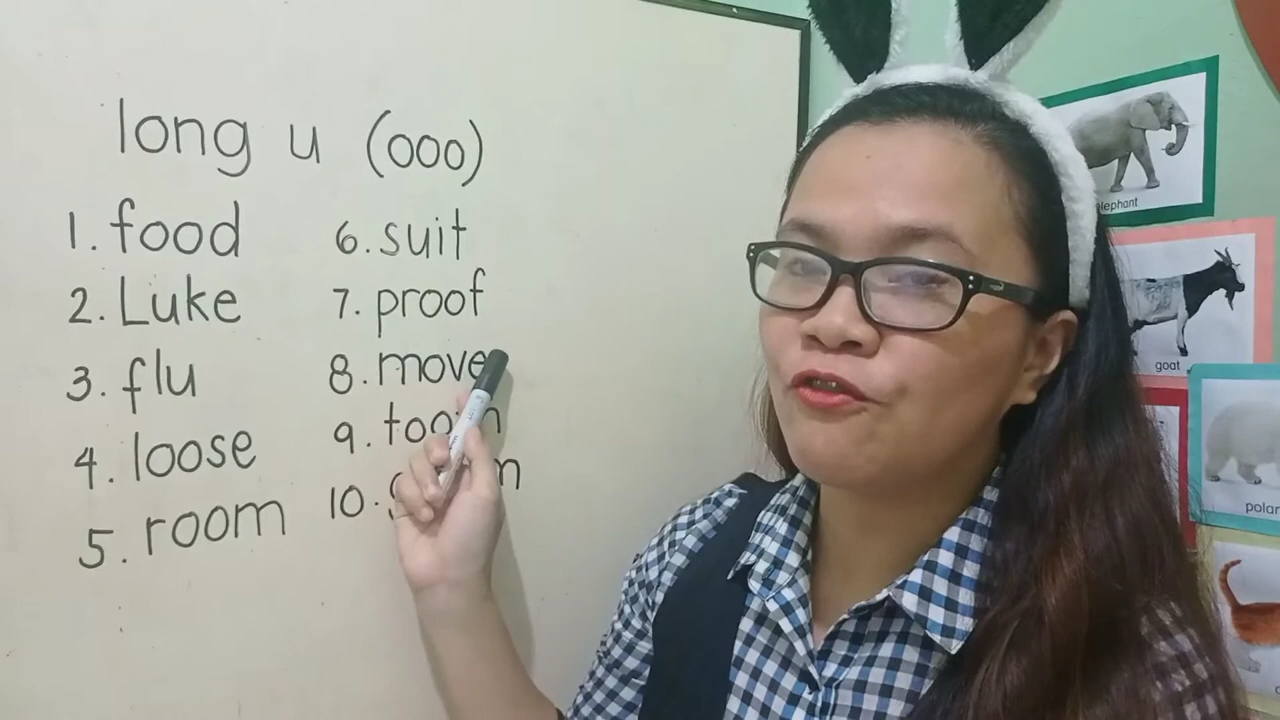 long u (ooo)
1. food
2. Luke
3. flu
4. loose
5. room
6. suit
7. proof
8. move
9.
10.
elephant
goat
polar